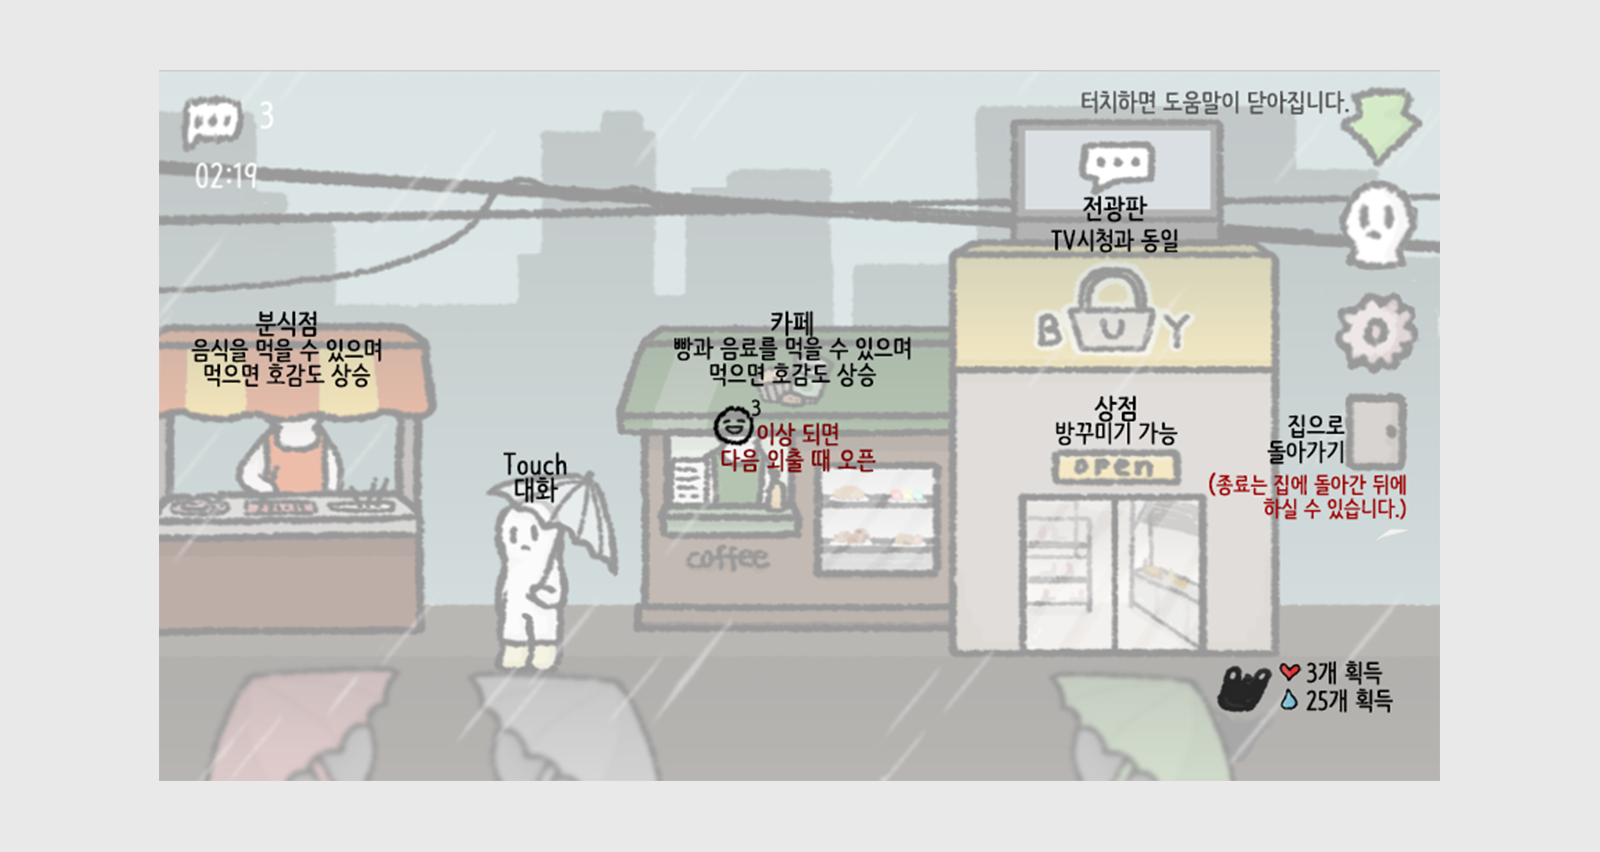 3
02:19
터치하면 도움말이 닫아집니다.
전광판
TV시청과 동일
BUY
분식점
음식을 먹을 수 있으며
먹으면 호감도 상승
카페
빵과 음료를 먹을 수 있으며
먹으면 호감도 상승
3
이상 되면
다음 외출 때 오픈
coffee
Touch
대화
상점
방꾸미기 가능
open
집으로
돌아가기
(종료는 집에 돌아간 뒤에
하실 수 있습니다.)
3개 획득
25개 획득